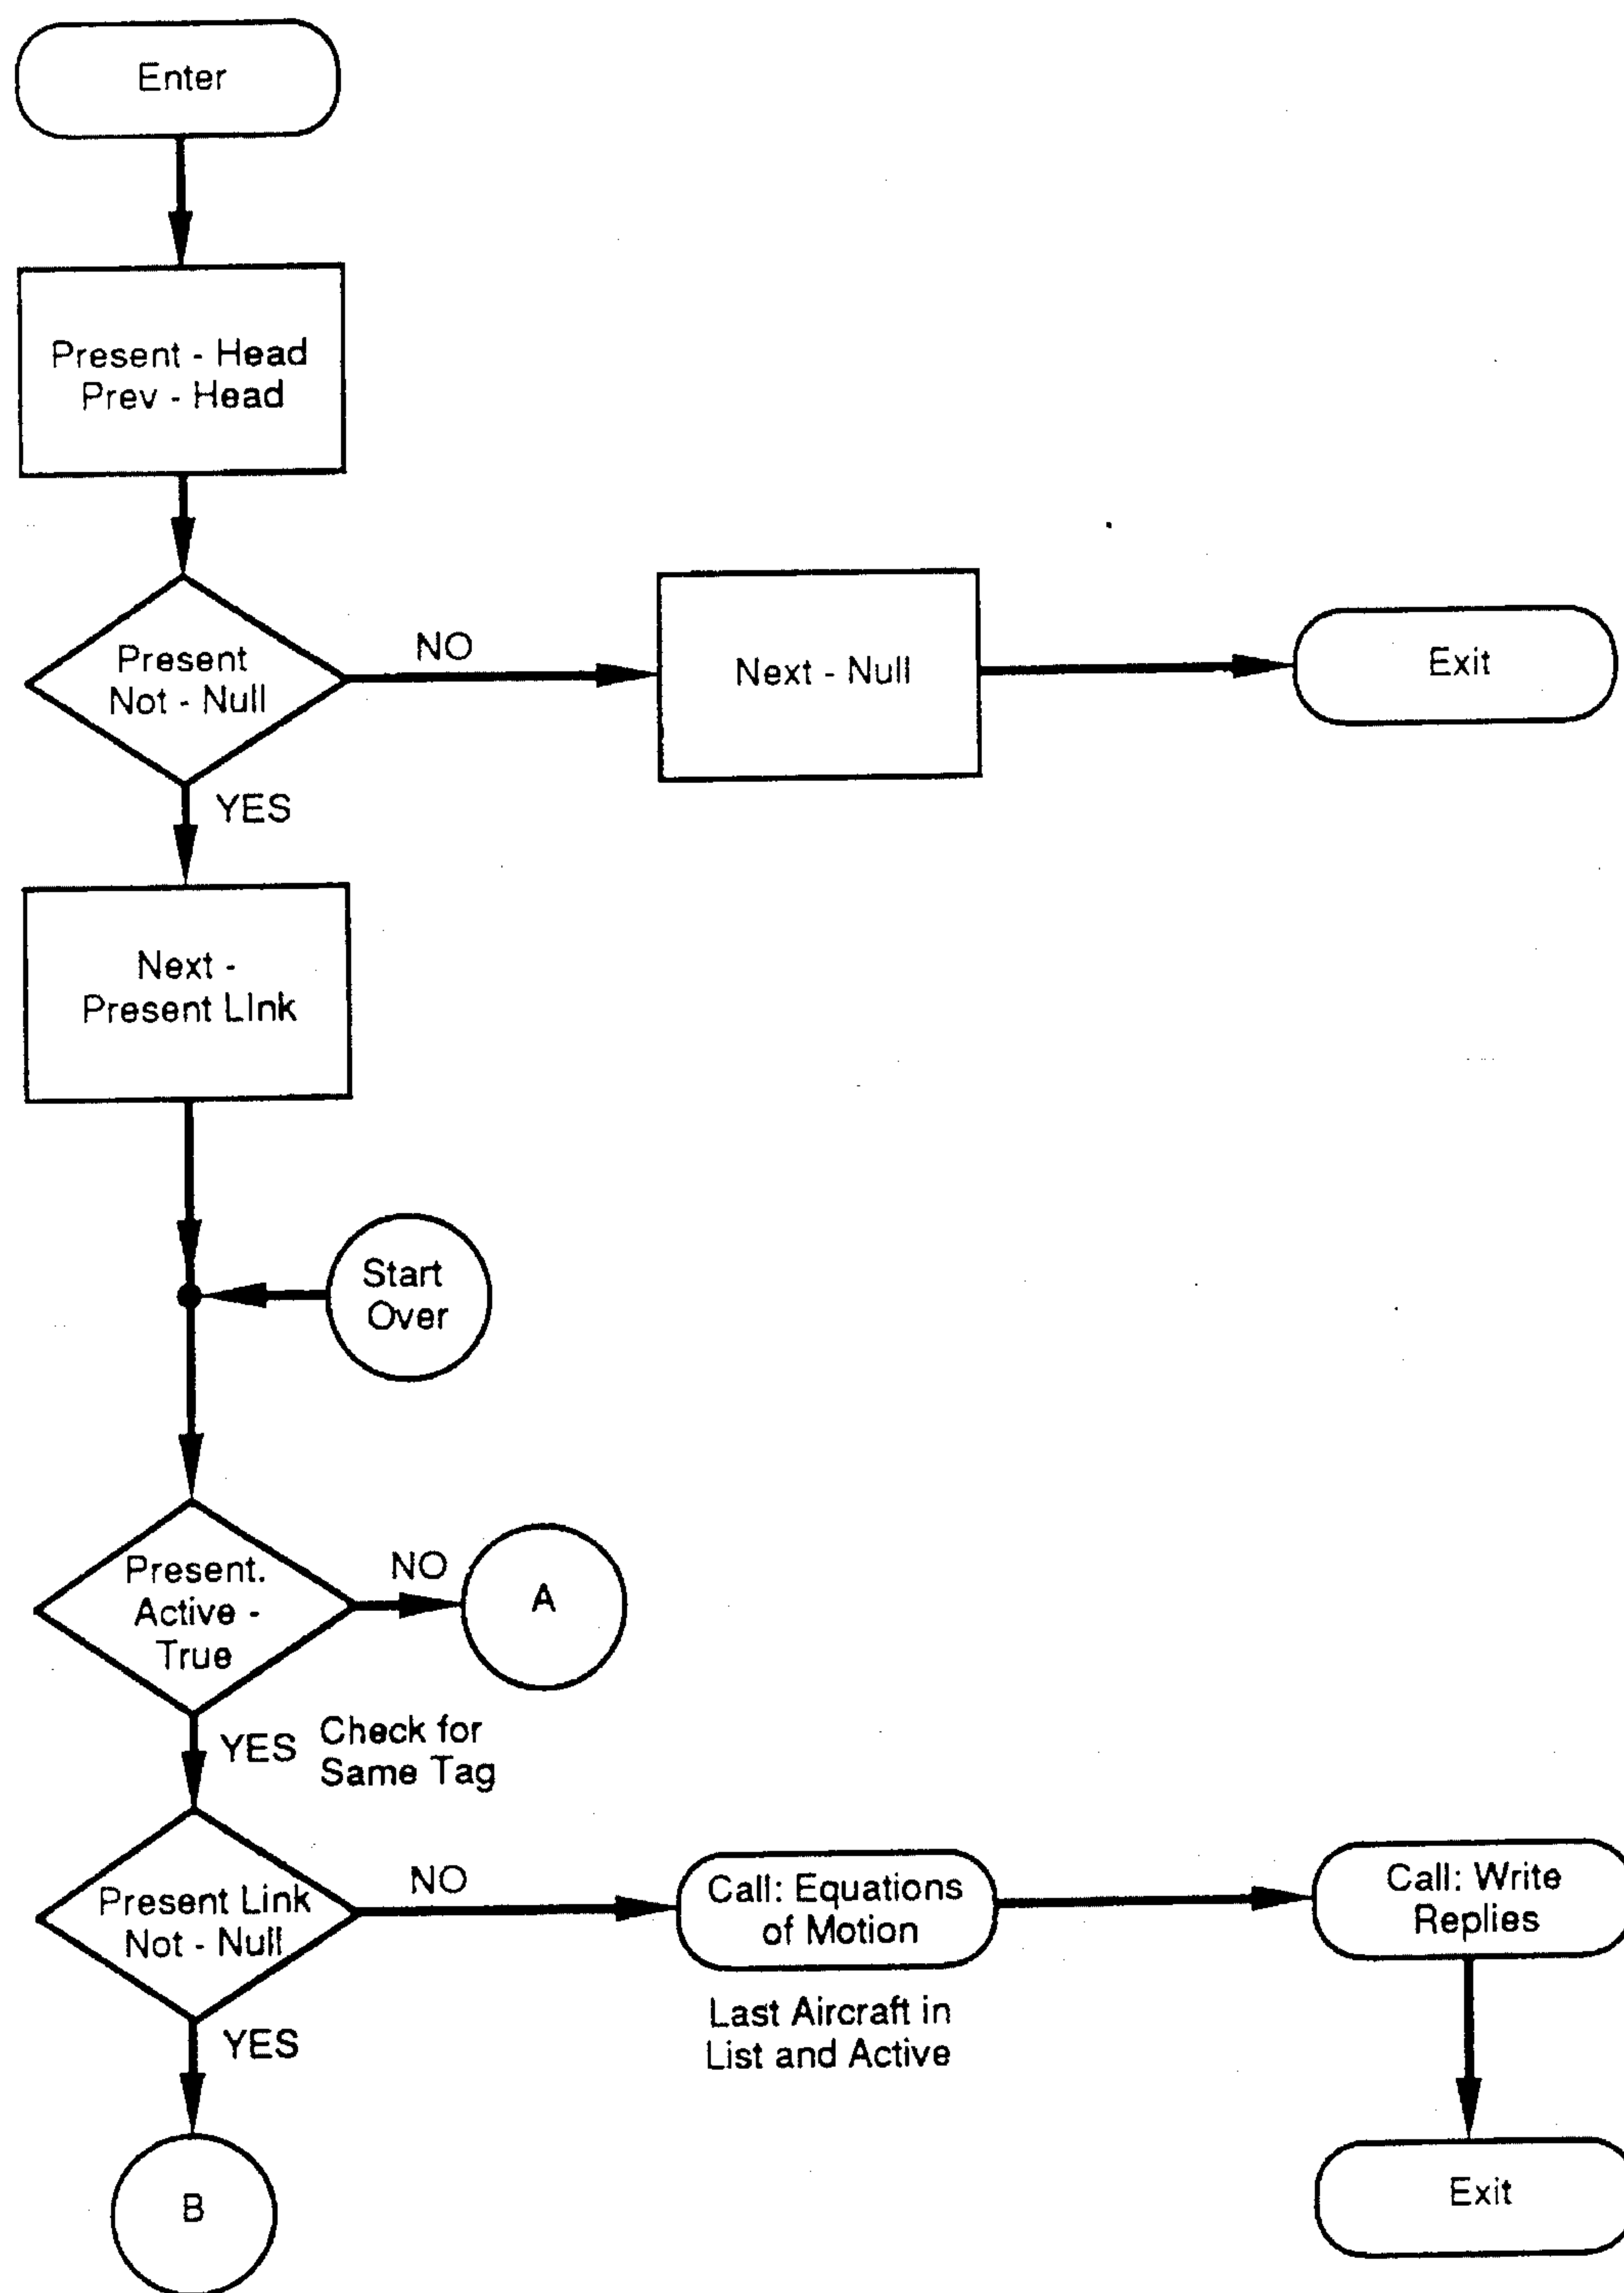 Enter
Present - Head
Prev - Head
Present
Not - Null
NO
Next - Null
Exit
YES
Next -
Present LInk
Start
Over
Present.
Active -
True
NO
A
YES
Check for
Same Tag
Present Link
Not - Null
NO
Call: Equations
of Motion
Call: Write
Replies
Last Aircraft in
List and Active
YES
B
Exit